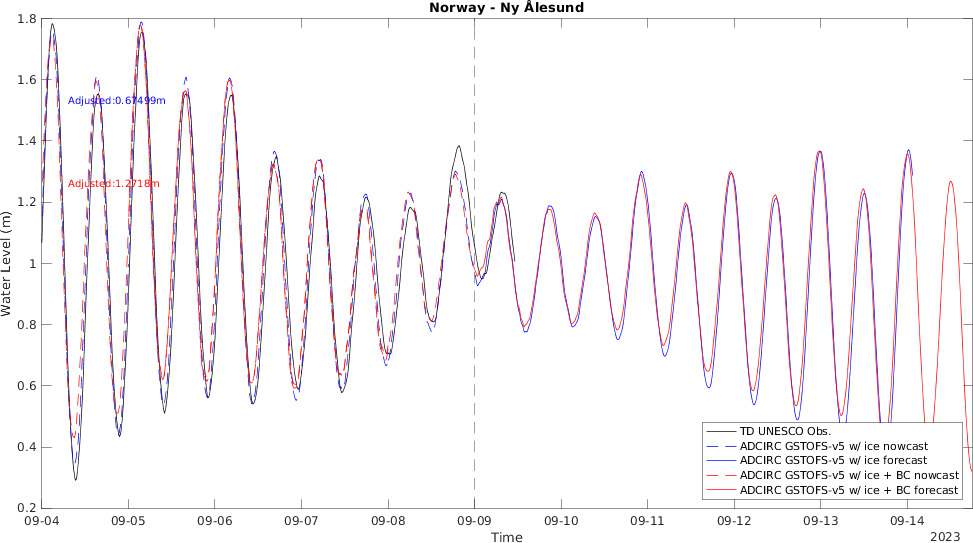 Norway - Ny Ålesund
1.8
1.6
1.4
1.2
1
0.8
0.6
0.4
0.2
Water Level (m)
Adjusted:0.67499m
Adjusted:1.2718m
TD UNESCO Obs.
ADCIRC GSTOFS-v5 w/ ice nowcast
ADCIRC GSTOFS-v5 w/ ice forecast
ADCIRC GSTOFS-v5 w/ ice + BC nowcast
ADCIRC GSTOFS-v5 w/ ice + BC forecast
09-04 09-05 09-06 09-07 09-08 09-09 09-10 09-11 09-12 09-13 09-14
Time
2023